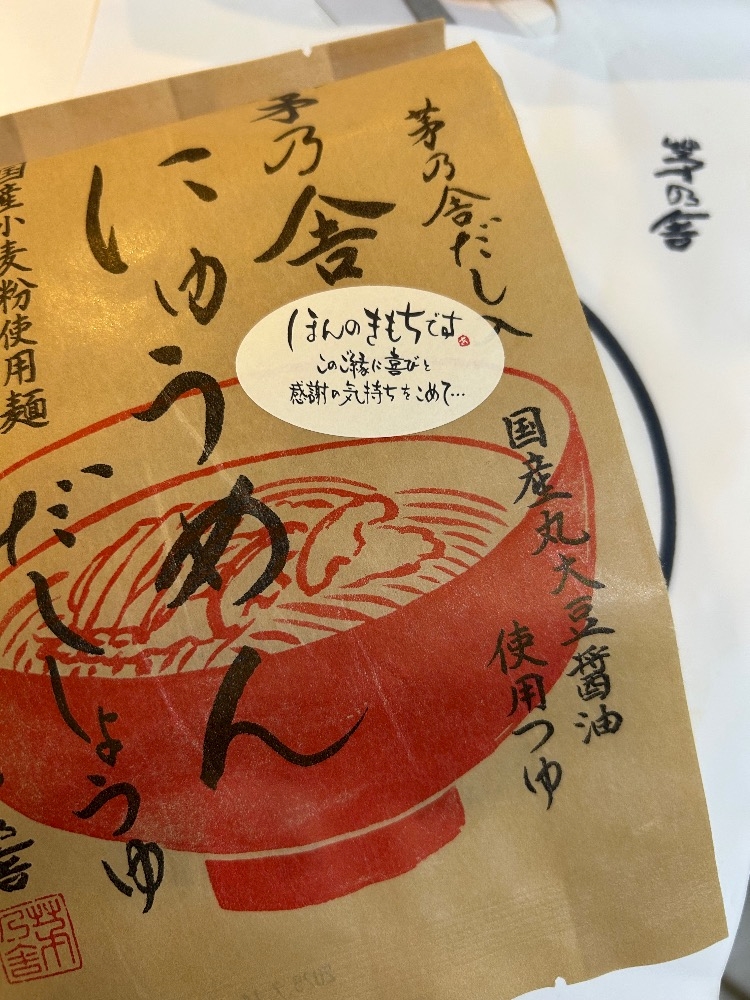 茅乃舎だし入
茅乃舎
にゅうめん
だししょうゆ
国産小麦粉使用麺
国産丸大豆醤油
使用つゆ
ほんのきもちです
このご縁に喜びと
感謝の気持ちをこめて…
茅乃舎
茅乃舎